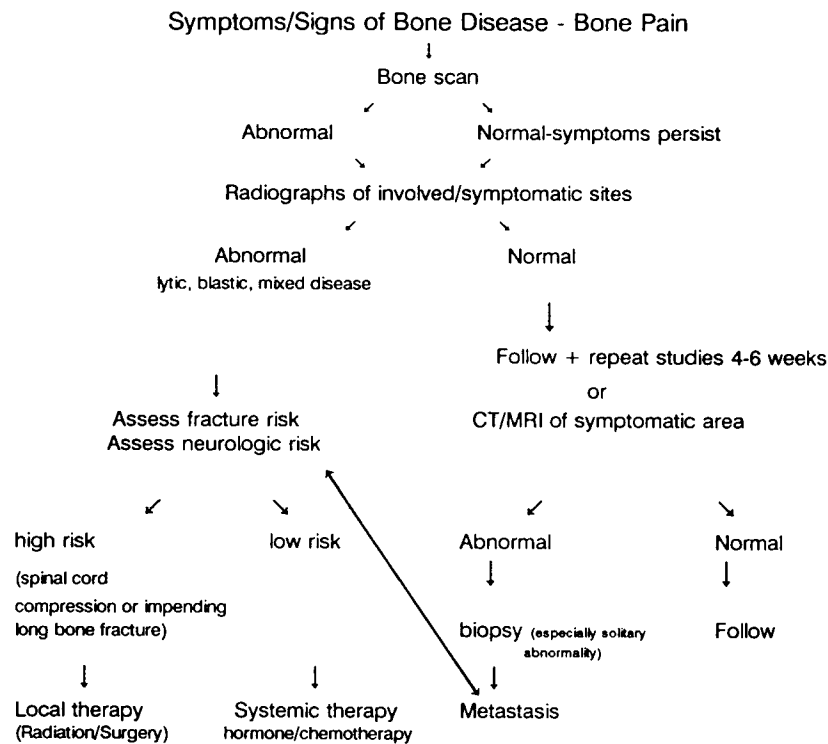 Symptoms/Signs of Bone Disease - Bone Pain
Bone scan
Abnormal
Normal-symptoms persist
Radiographs of involved/symptomatic sites
Abnormal
lytic, blastic, mixed disease
Normal
Follow + repeat studies 4-6 weeks
or
CT/MRI of symptomatic area
Assess fracture risk
Assess neurologic risk
high risk
(spinal cord
compression or impending
long bone fracture)
low risk
Abnormal
Normal
biopsy (especially solitary
abnormality)
Follow
Local therapy
(Radiation/Surgery)
Systemic therapy
hormone/chemotherapy
Metastasis